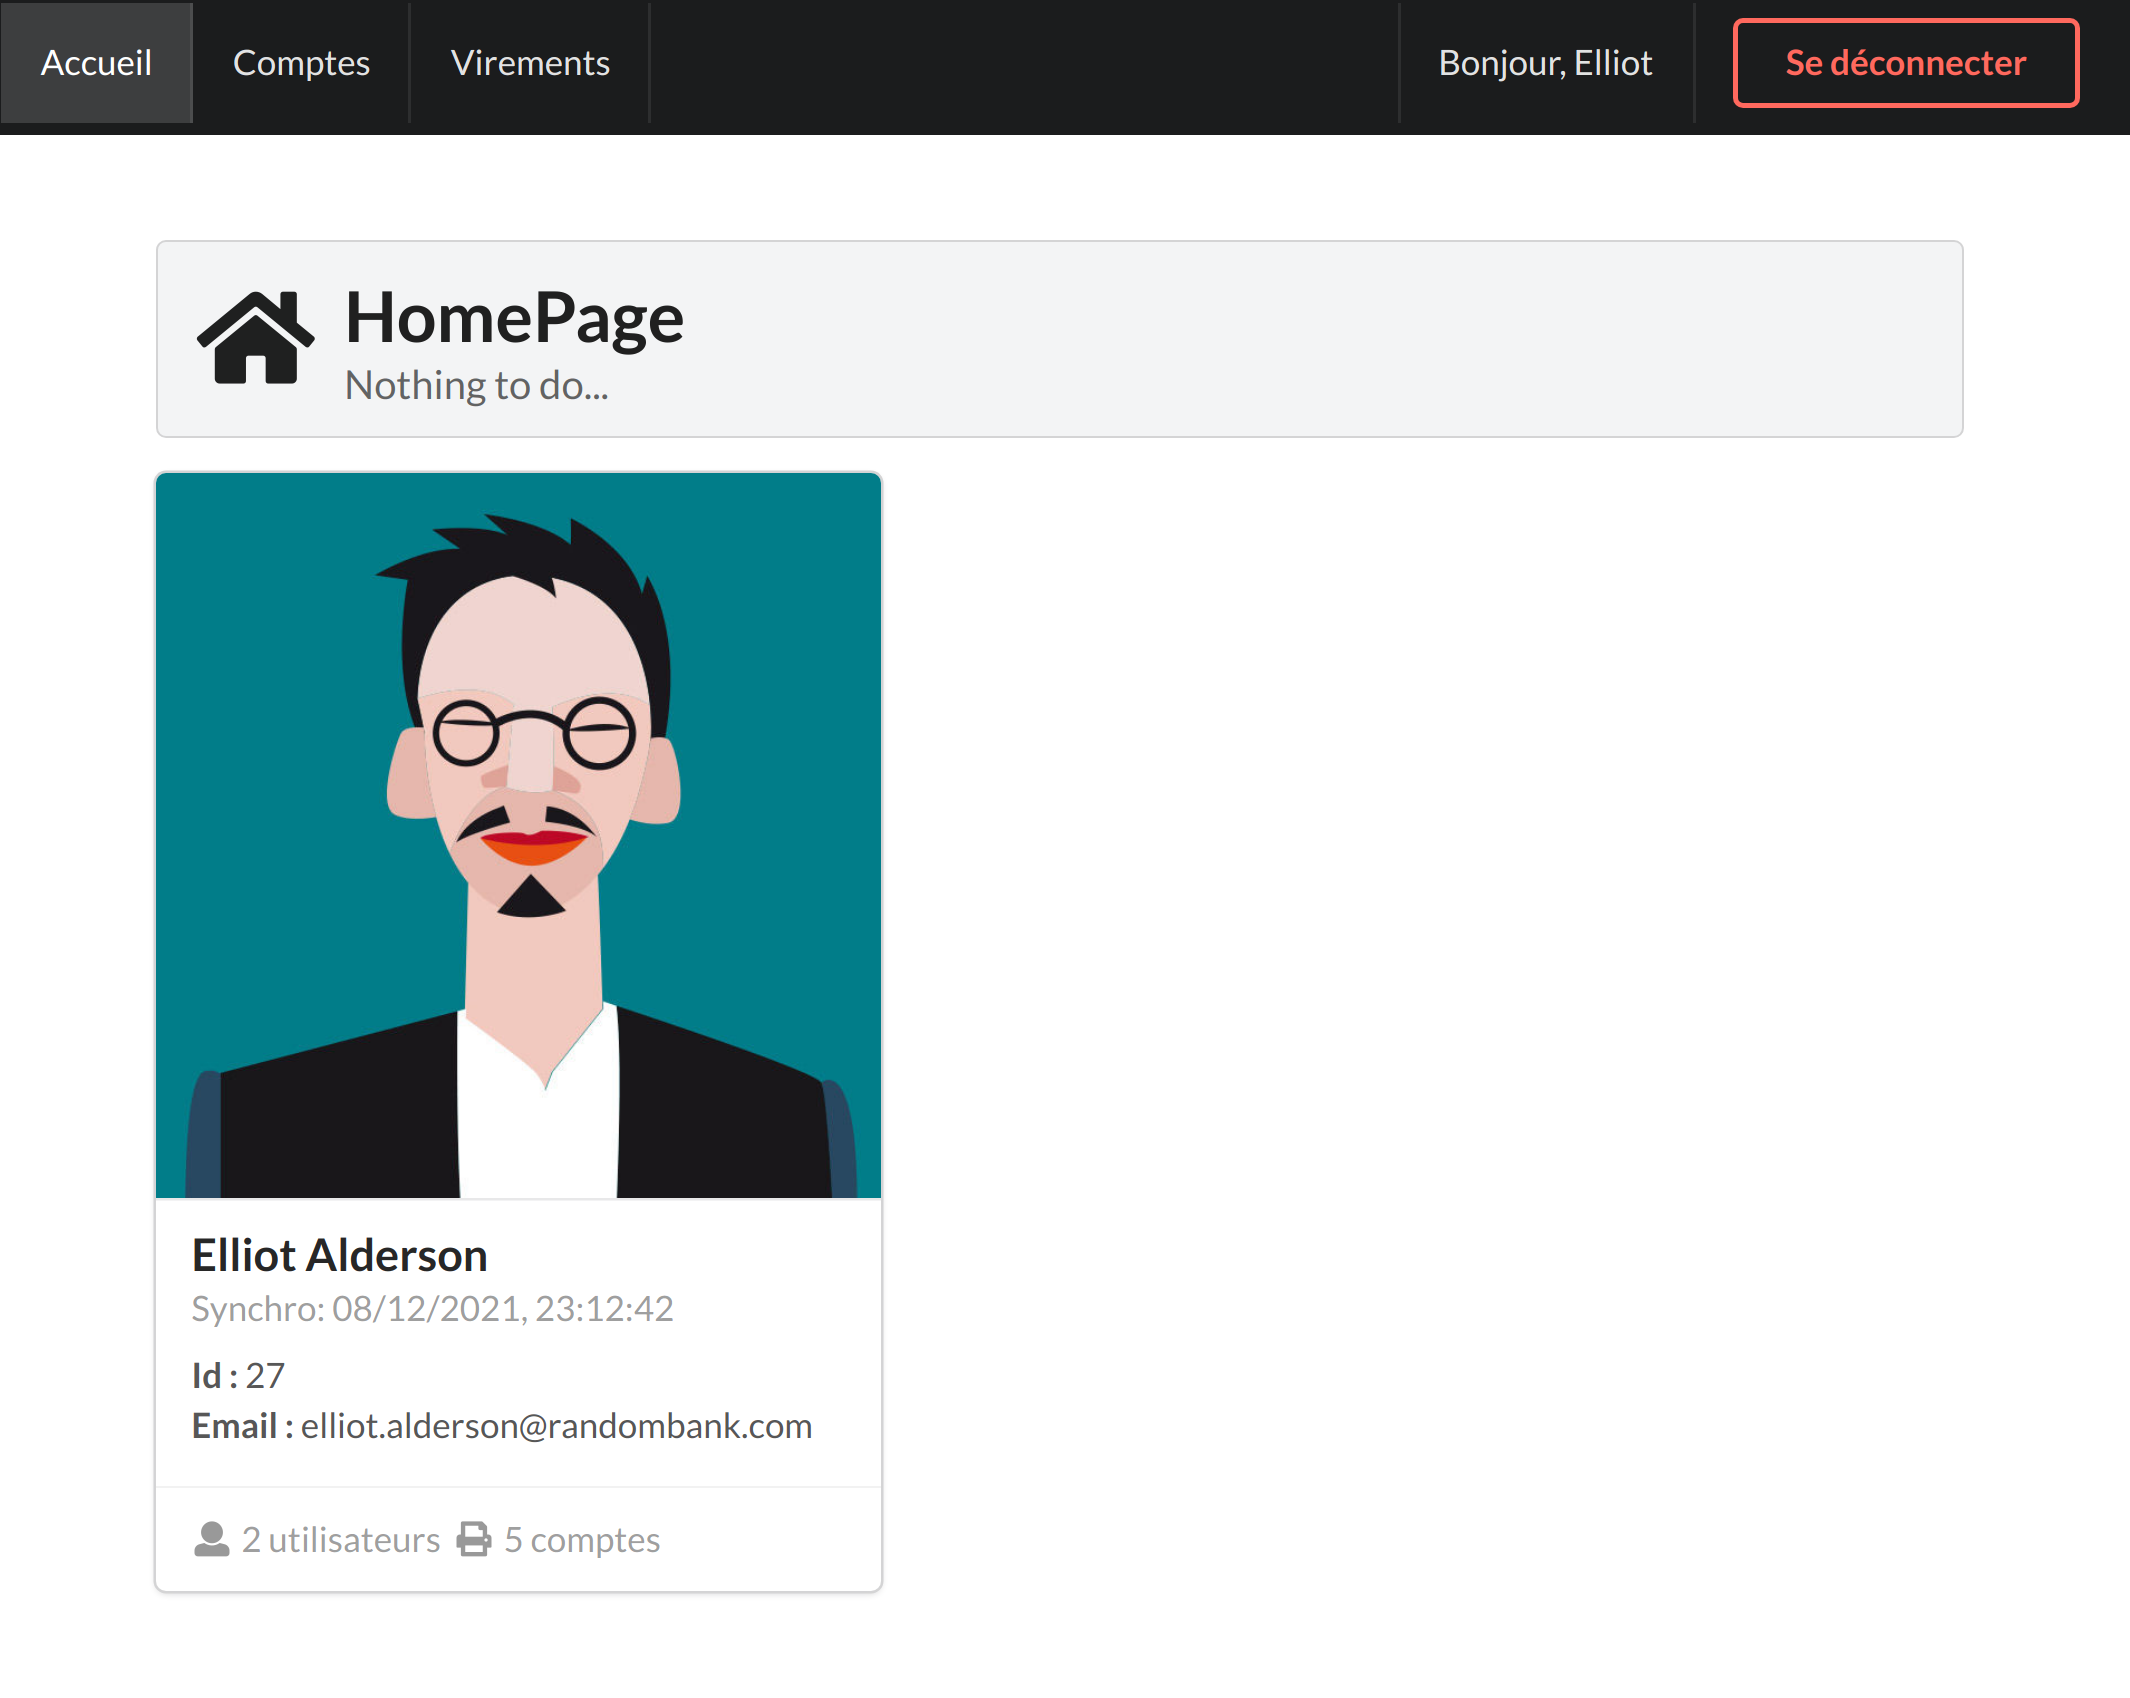 Accueil Comptes Virements Bonjour, Elliot Se déconnecter
HomePage
Nothing to do...
Elliot Alderson
Synchro: 08/12/2021, 23:12:42
Id : 27
Email : elliot.alderson@randombank.com
2 utilisateurs 5 comptes